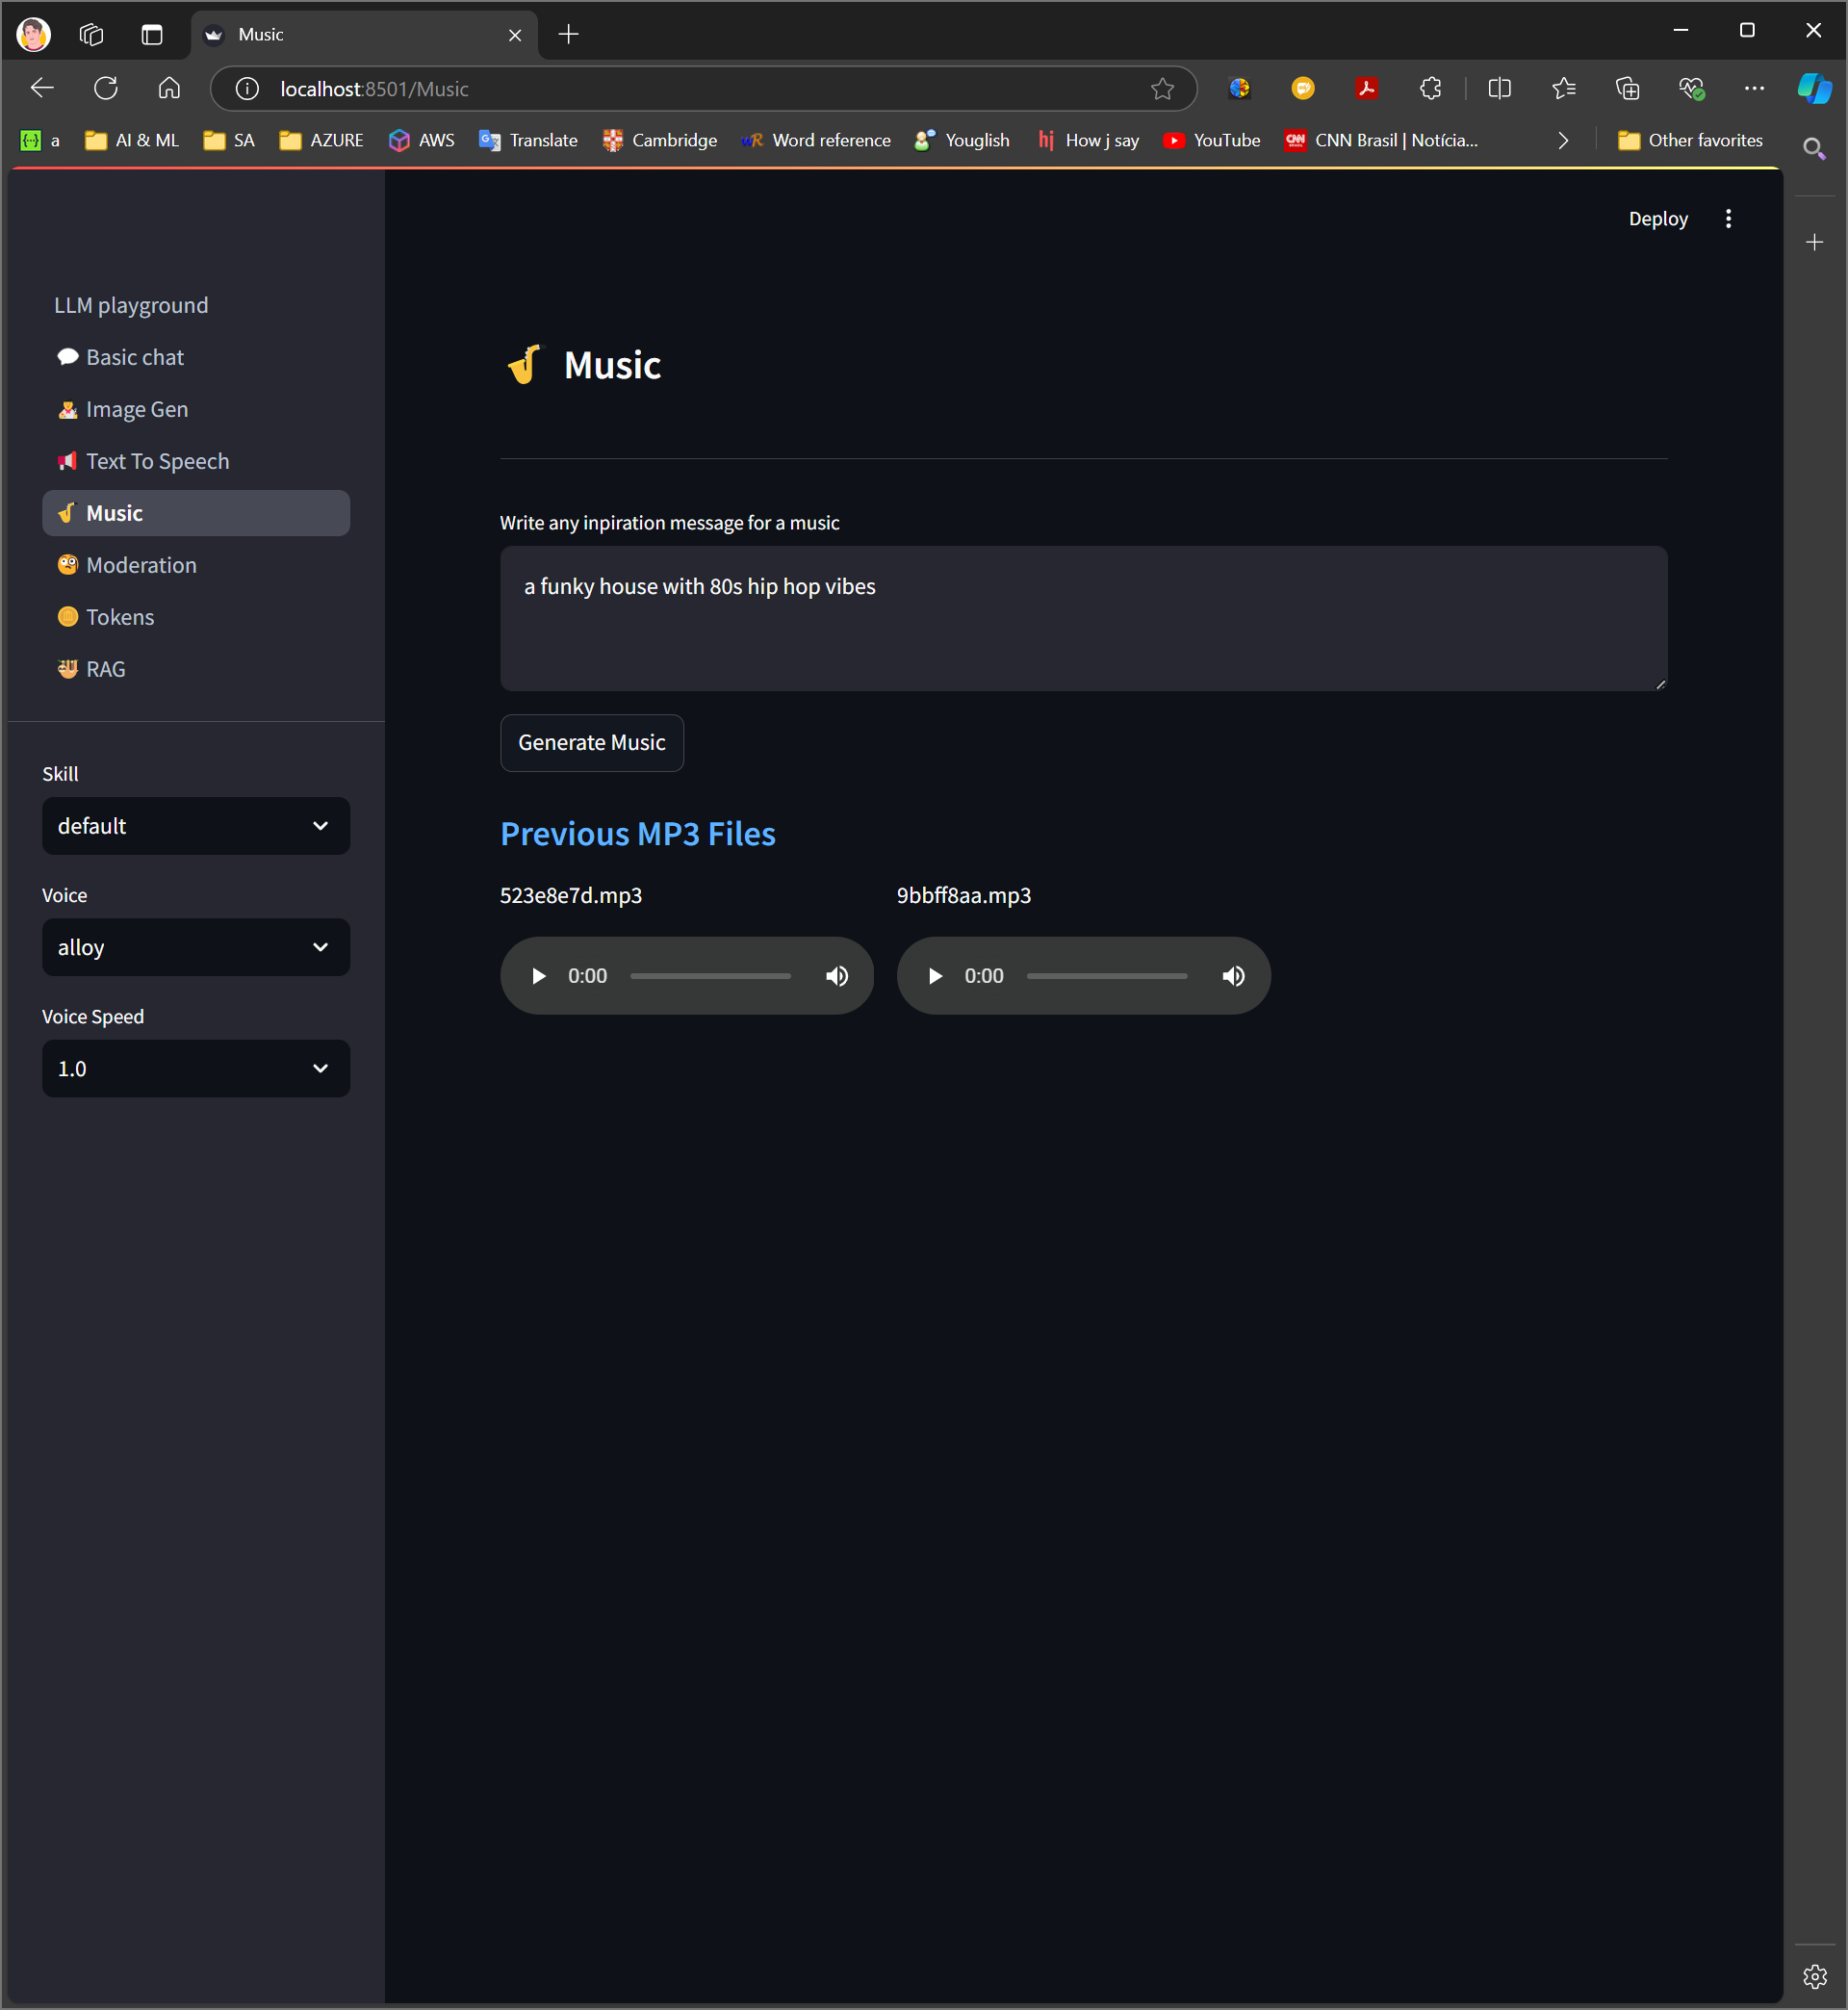 Music
localhost:8501/Music
a
AI & ML
SA
AZURE
AWS
Translate
Cambridge
Word reference
Youglish
hj How j say
YouTube
CNN CNN Brasil | Notícia...
Other favorites
Deploy
LLM playground
Basic chat
Image Gen
Text To Speech
Music
Moderation
Tokens
RAG
Skill
default
Voice
alloy
Voice Speed
1.0
Music
Write any inpiration message for a music
a funky house with 80s hip hop vibes
Generate Music
Previous MP3 Files
523e8e7d.mp3
9bbff8aa.mp3
0:00
0:00